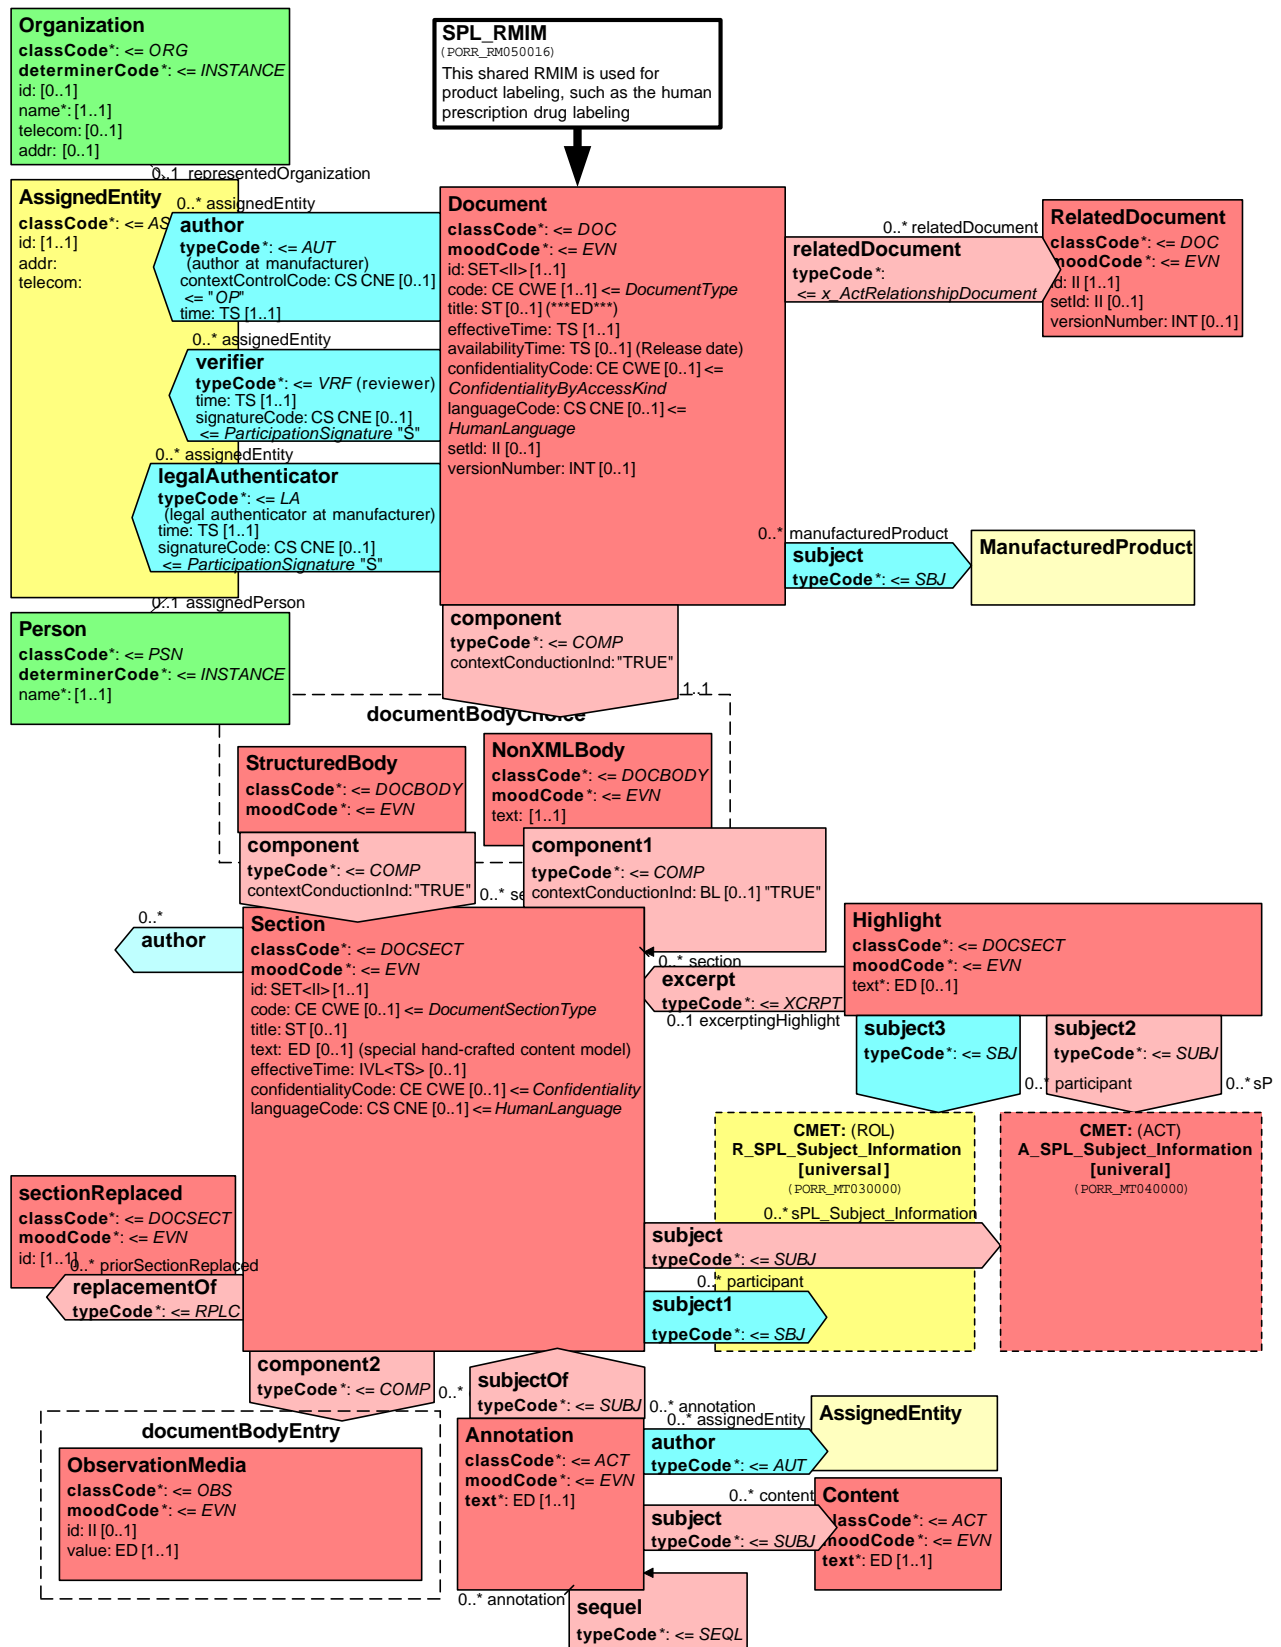 Organization
classCode*: <= ORG
determinerCode*: <= INSTANCE
id: [0..1]
name*: [1..1]
telecom: [0..1]
addr: [0..1]
SPL_RMIM
(PORR_RM050016)
This shared RMIM is used for
product labeling, such as the human
prescription drug labeling
0..1 representedOrganization
AssignedEntity
classCode*: <= AS
id: [1..1]
addr:
telecom:
0..* assignedEntity
author
typeCode*: <= AUT
(author at manufacturer)
contextControlCode: CS CNE [0..1]
<= "OP"
time: TS [1..1]
0..* assignedEntity
verifier
typeCode*: <= VRF (reviewer)
time: TS [1..1]
signatureCode: CS CNE [0..1]
<= ParticipationSignature "S"
0..* assignedEntity
legalAuthenticator
typeCode*: <= LA
(legal authenticator at manufacturer)
time: TS [1..1]
signatureCode: CS CNE [0..1]
<= ParticipationSignature "S"
Document
classCode*: <= DOC
moodCode*: <= EVN
id: SET<II> [1..1]
code: CE CWE [1..1] <= DocumentType
title: ST [0..1] (***ED***)
effectiveTime: TS [1..1]
availabilityTime: TS [0..1] (Release date)
confidentialityCode: CE CWE [0..1] <=
ConfidentialityByAccessKind
languageCode: CS CNE [0..1] <=
HumanLanguage
setId: II [0..1]
versionNumber: INT [0..1]
0..* relatedDocument
relatedDocument
typeCode*:
<= x_ActRelationshipDocument
RelatedDocument
classCode*: <= DOC
moodCode*: <= EVN
id: II [1..1]
setId: II [0..1]
versionNumber: INT [0..1]
0..* manufacturedProduct
subject
typeCode*: <= SBJ
ManufacturedProduct
0..1 assignedPerson
Person
classCode*: <= PSN
determinerCode*: <= INSTANCE
name*: [1..1]
component
typeCode*: <= COMP
contextConductionInd: "TRUE"
1..1
documentBodyChoice
StructuredBody
classCode*: <= DOCBODY
moodCode*: <= EVN
NonXMLBody
classCode*: <= DOCBODY
moodCode*: <= EVN
text: [1..1]
component
typeCode*: <= COMP
contextConductionInd: "TRUE"
0..* se
component1
typeCode*: <= COMP
contextConductionInd: BL [0..1] "TRUE"
0..* section
0..*
author
Section
classCode*: <= DOCSECT
moodCode*: <= EVN
id: SET<II> [1..1]
code: CE CWE [0..1] <= DocumentSectionType
title: ST [0..1]
text: ED [0..1] (special hand-crafted content model)
effectiveTime: IVL<TS> [0..1]
confidentialityCode: CE CWE [0..1] <= Confidentiality
languageCode: CS CNE [0..1] <= HumanLanguage
excerpt
typeCode*: <= XCRPT
0..1 excerptingHighlight
Highlight
classCode*: <= DOCSECT
moodCode*: <= EVN
text*: ED [0..1]
subject3
typeCode*: <= SBJ
0..* participant
subject2
typeCode*: <= SUBJ
0..* sP
CMET: (ROL)
R_SPL_Subject_Information
[universal]
(PORR_MT030000)
CMET: (ACT)
A_SPL_Subject_Information
[univeral]
(PORR_MT040000)
sectionReplaced
classCode*: <= DOCSECT
moodCode*: <= EVN
id: [1..1]
0..* priorSectionReplaced
replacementOf
typeCode*: <= RPLC
0..* sPL_Subject_Information
subject
typeCode*: <= SUBJ
0..* participant
subject1
typeCode*: <= SBJ
component2
typeCode*: <= COMP
0..*
subjectOf
typeCode*: <= SUBJ
0..* annotation
documentBodyEntry
ObservationMedia
classCode*: <= OBS
moodCode*: <= EVN
id: II [0..1]
value: ED [1..1]
Annotation
classCode*: <= ACT
moodCode*: <= EVN
text*: ED [1..1]
0..* assignedEntity
author
typeCode*: <= AUT
AssignedEntity
0..* content
subject
typeCode*: <= SUBJ
Content
classCode*: <= ACT
moodCode*: <= EVN
text*: ED [1..1]
0..* annotation
sequel
typeCode*: <= SEQL